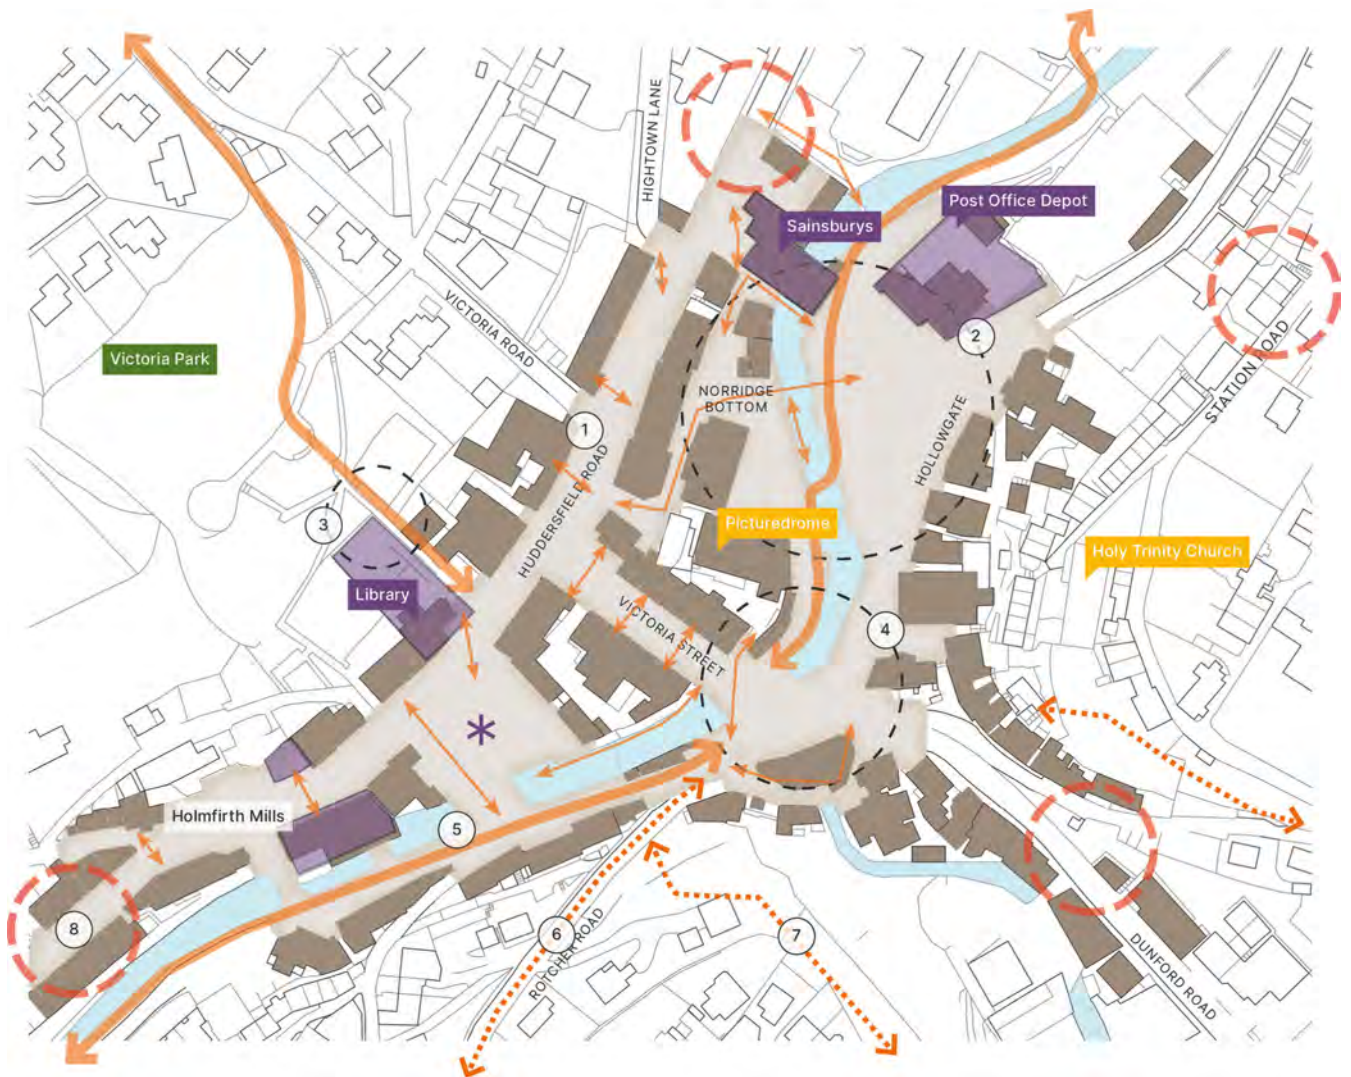 HIGHTOWN LANE
Post Office Depot
Sainsburys
VICTORIA ROAD
Victoria Park
2
STATION ROAD
NORRIDGE
BOTTOM
1
HOLLOWGATE
HUDDERSFIELD ROAD
3
Picturedrome
Holy Trinity Church
Library
VICTORIA STREET
4
*
Holmfirth Mills
5
8
6
7
ROTCHER ROAD
DUNFORD ROAD